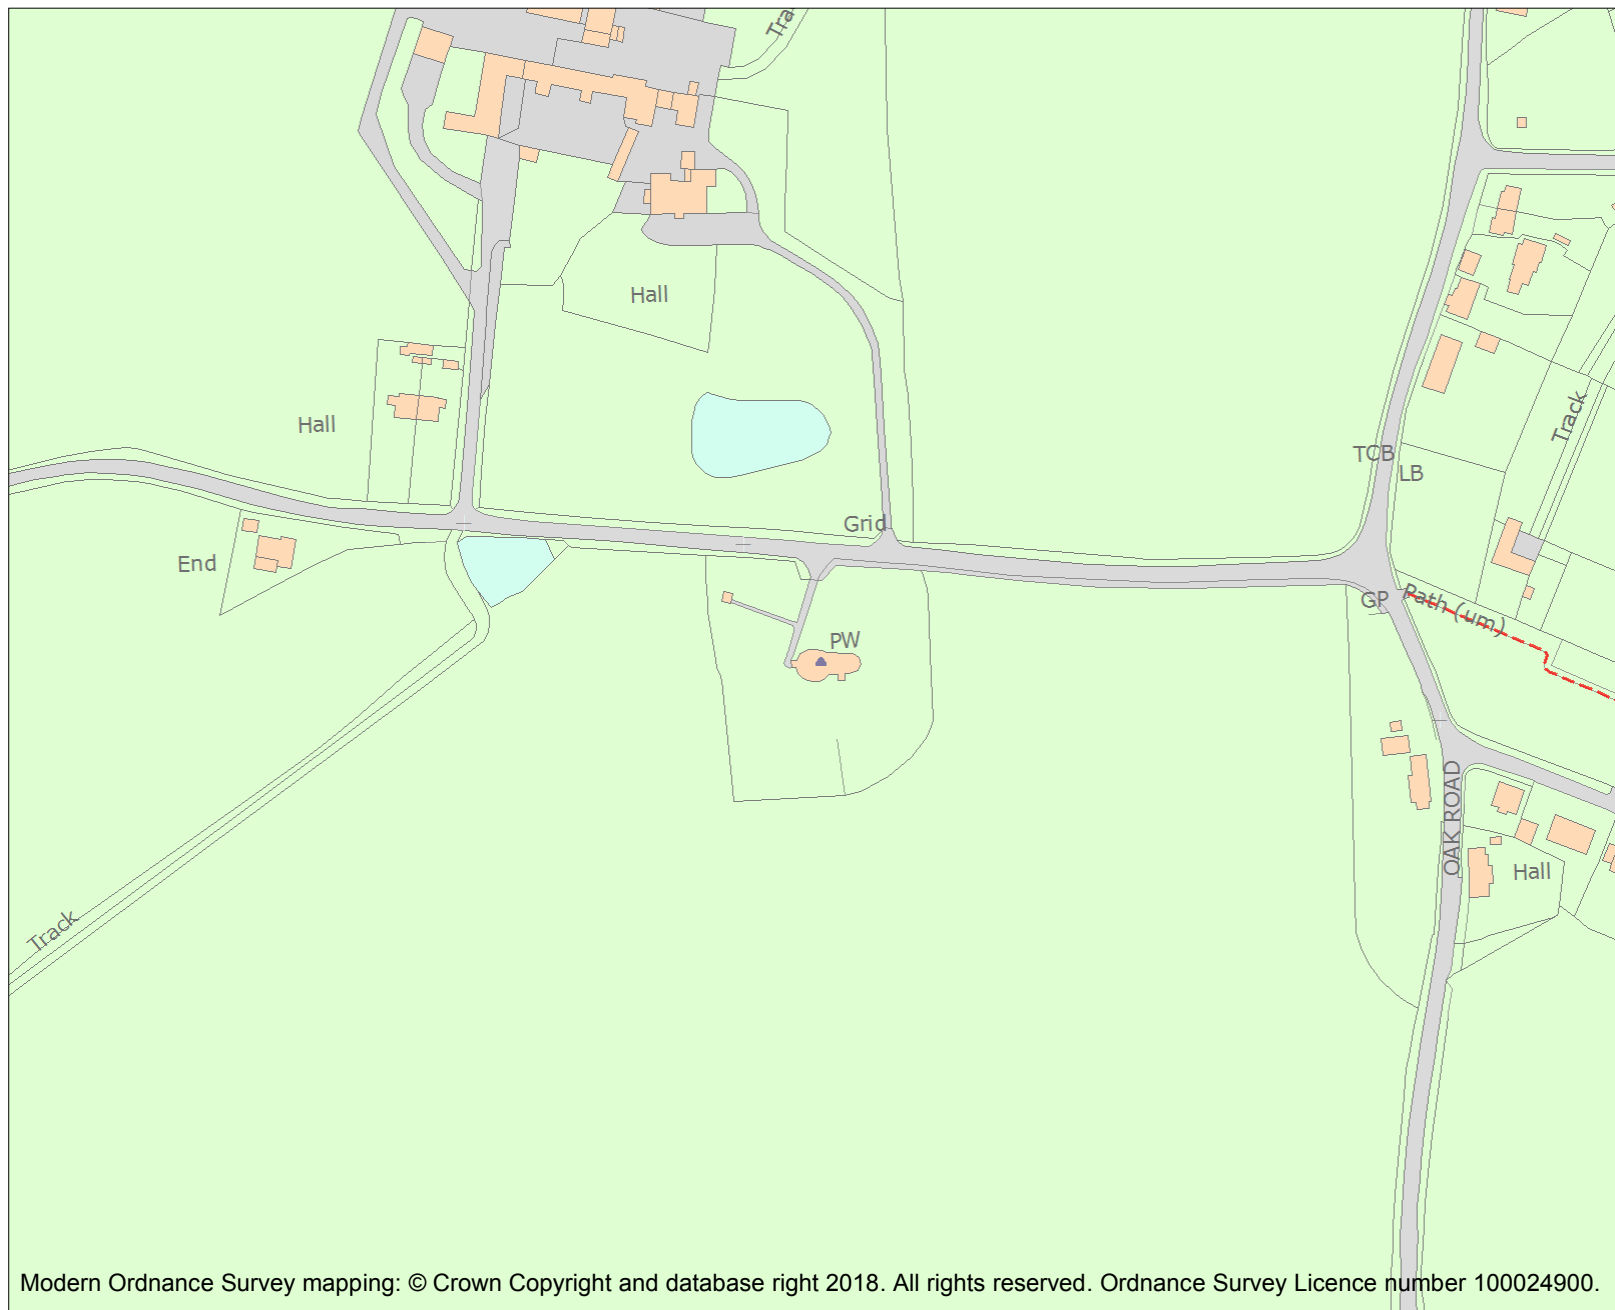 Tra
Hall
Hall
Track
TCB
LB
Grid
End
GP
Path (um)
PW
OAK ROAD
Hall
Track
Modern Ordnance Survey mapping: © Crown Copyright and database right 2018. All rights reserved. Ordnance Survey Licence number 100024900.